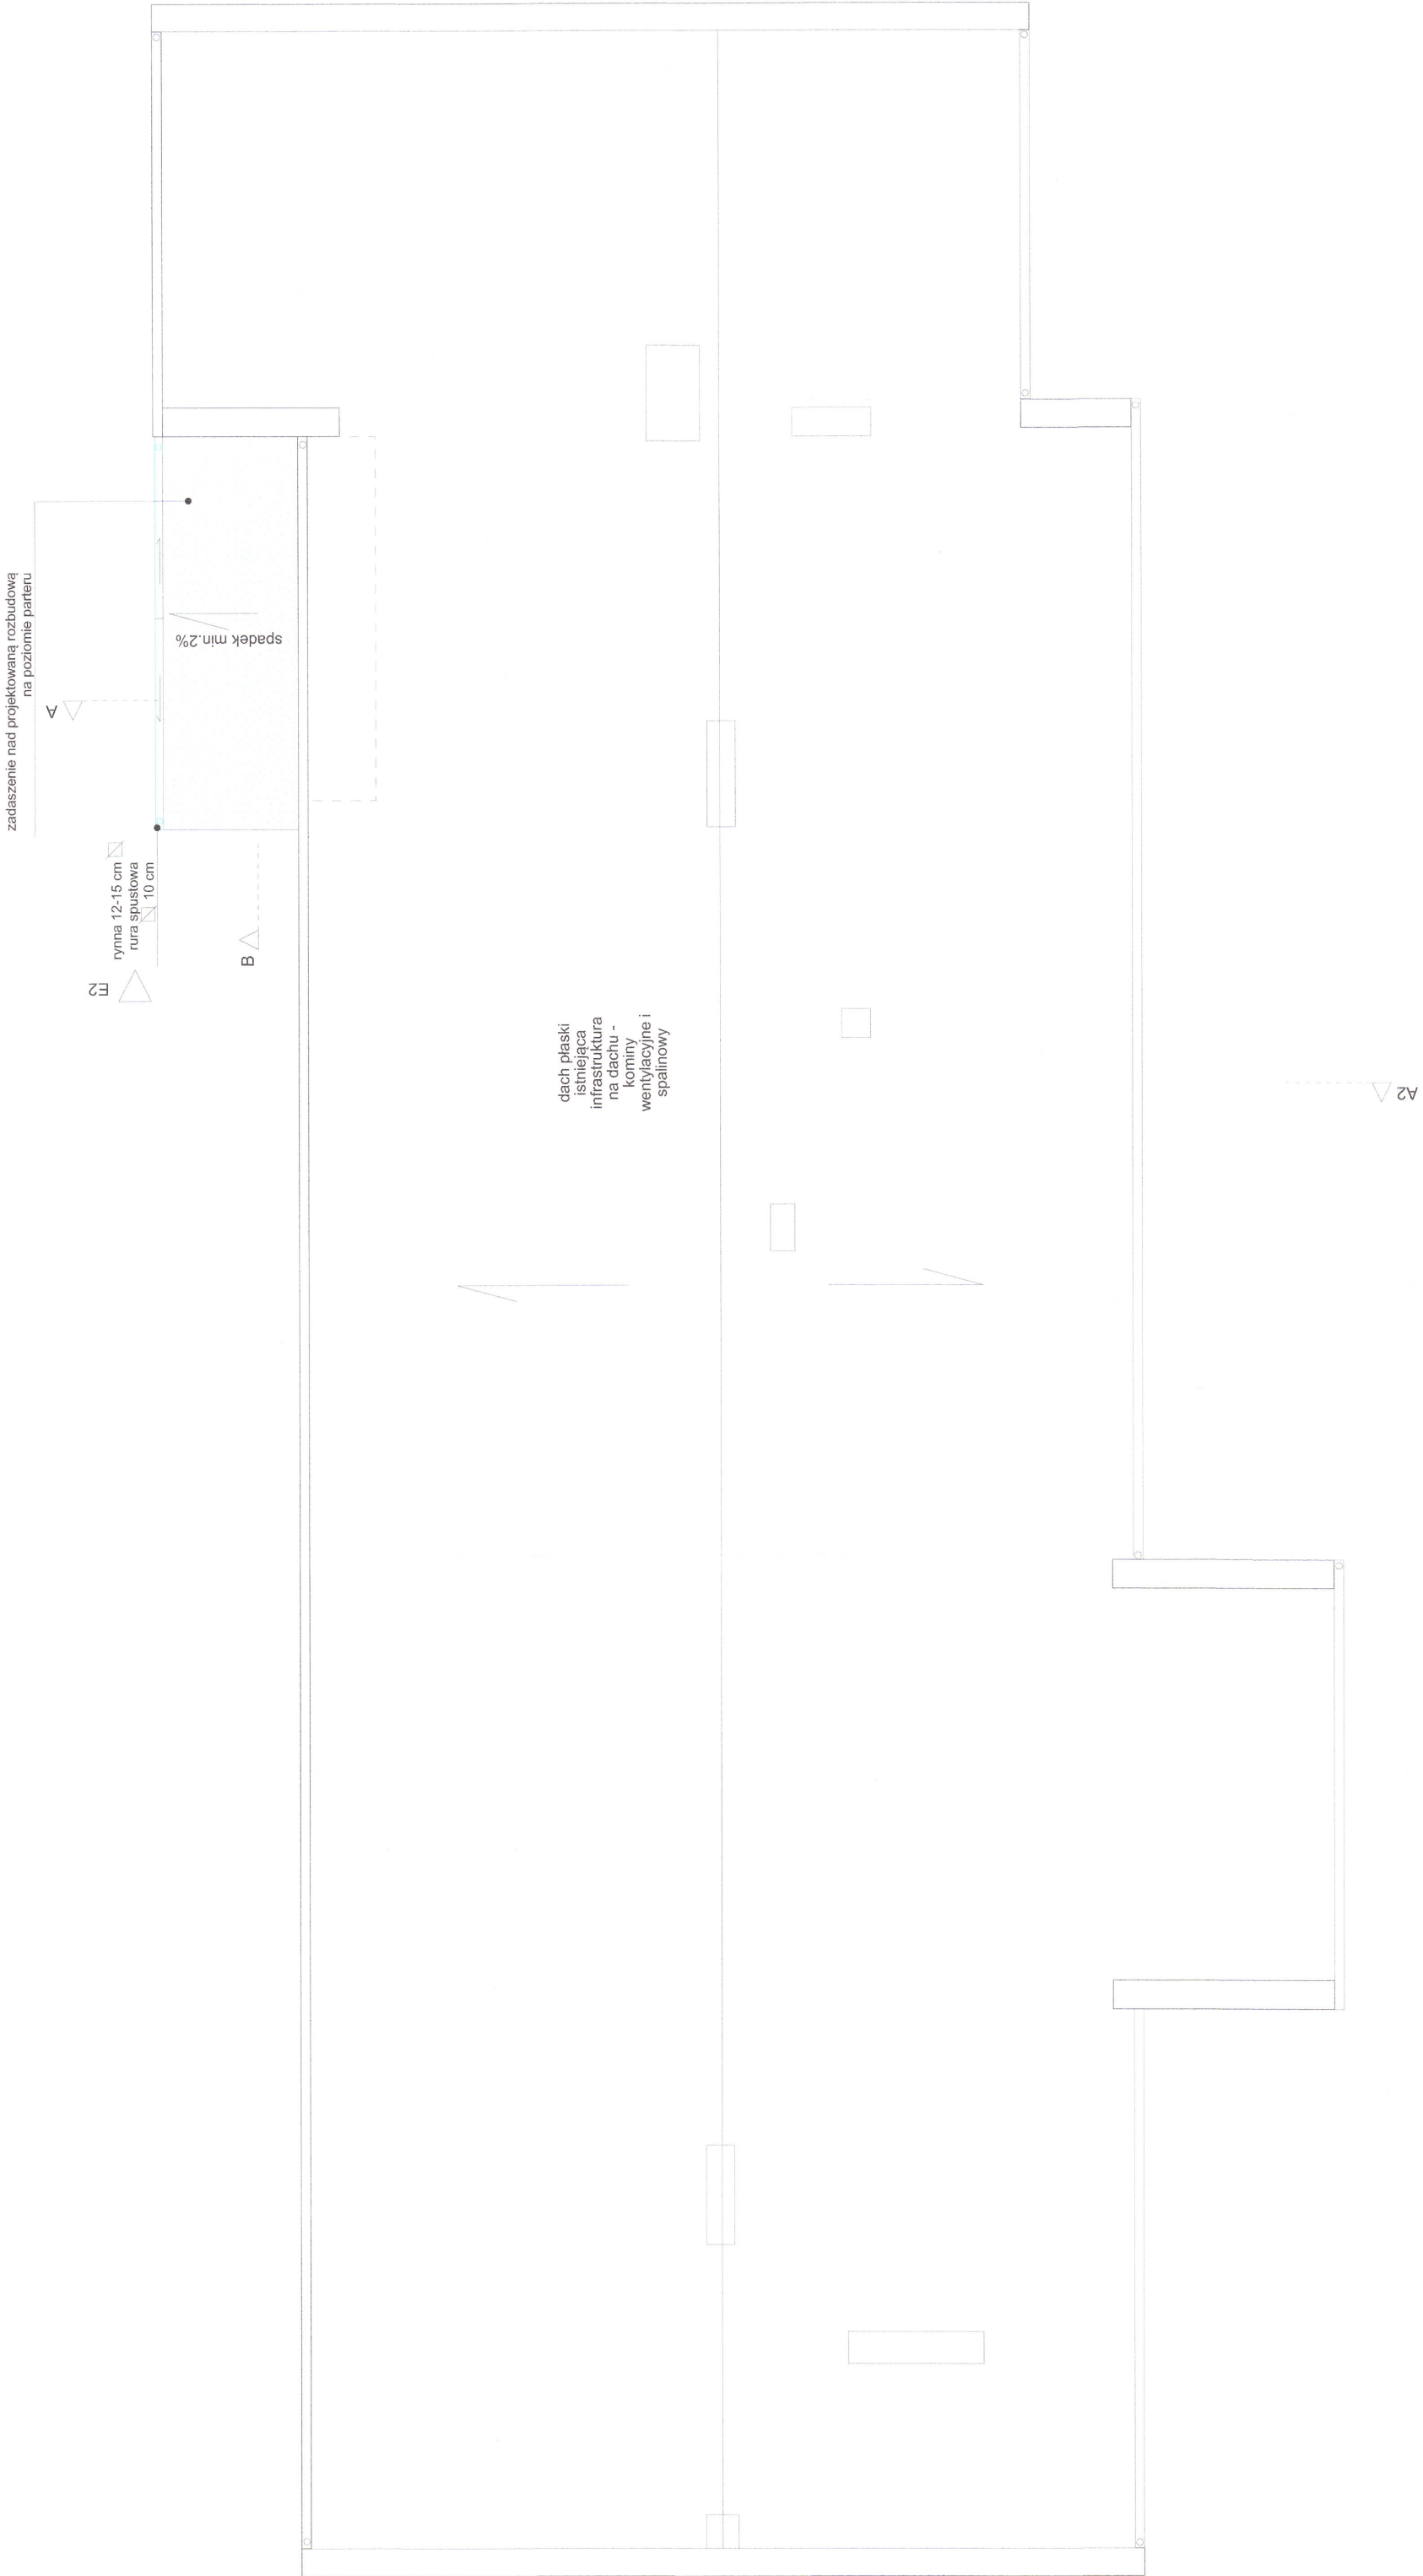 zadaszenie nad projektowaną rozbudową
na poziomie parteru
A
spadek min.2%
rynna 12-15 cm
rura spustowa
10 cm
E2
B
dach płaski
istniejąca
infrastruktura
na dachu -
kominy
wentylacyjne i
spalinowy
A2